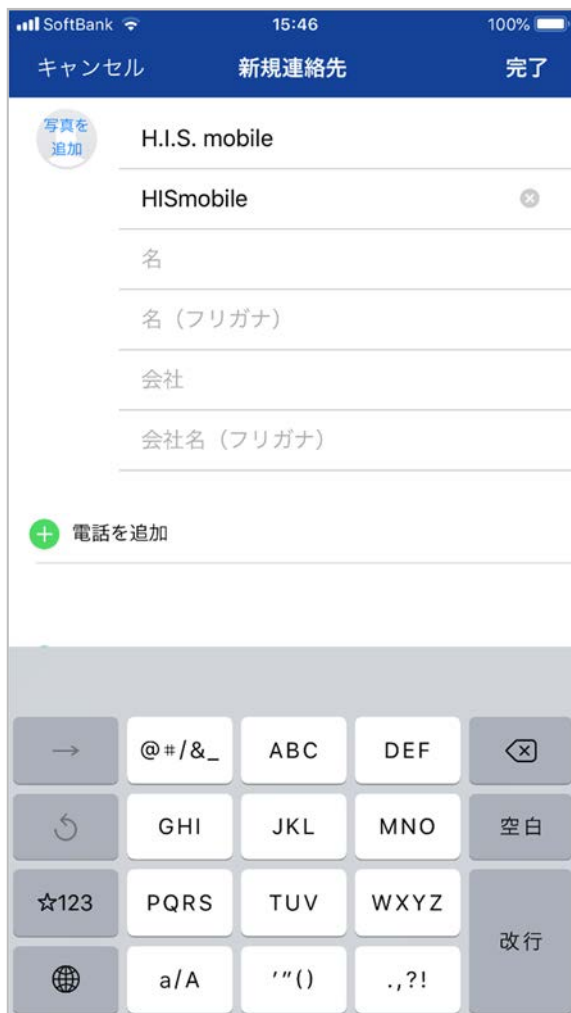 SoftBank 15:46 100%
キャンセル 新規連絡先 完了
写真を
追加
H.I.S. mobile
HISmobile
名
名（フリガナ）
会社
会社名（フリガナ）
電話を追加
→ @#/&_ ABC DEF
GHI JKL MNO 空白
☆123 PQRS TUV WXYZ
改行
a/A ’”() .,?!